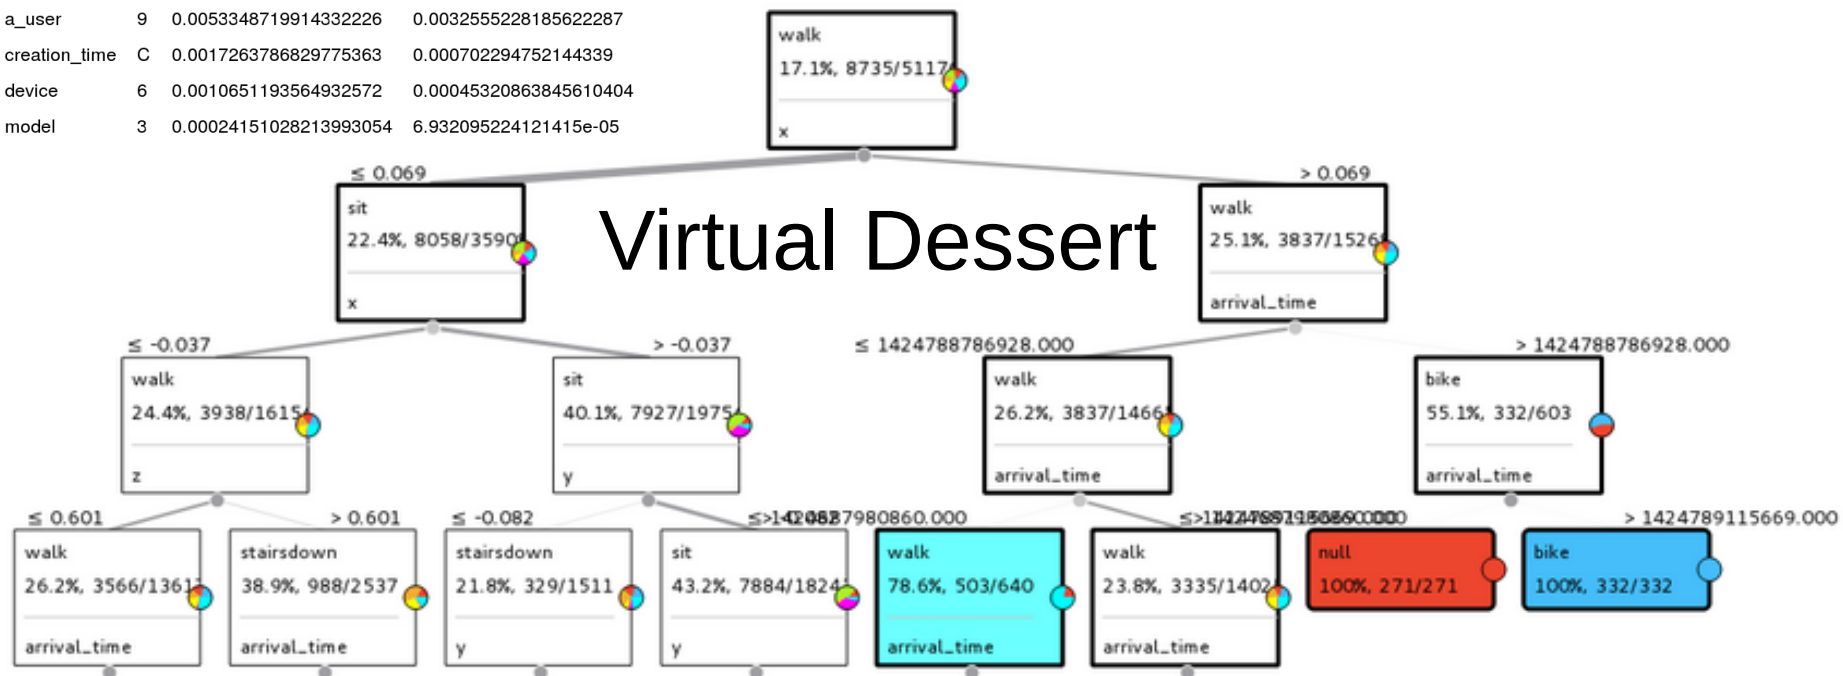 a_user 9 0.0053348719914332226 0.0032555228185622287
creation_time C 0.0017263786829775363 0.000702294752144339
device 6 0.0010651193564932572 0.00045320863845610404
model 3 0.00024151028213993054 6.932095224121415e-05
walk
17.1%, 8735/5117
x
≤ 0.069
> 0.069
sit
22.4%, 8058/3590
x
Virtual Dessert
walk
25.1%, 3837/1526
arrival_time
≤ -0.037
> -0.037
≤ 1424788786928.000
> 1424788786928.000
walk
24.4%, 3938/1615
z
sit
40.1%, 7927/1975
y
walk
26.2%, 3837/1466
arrival_time
bike
55.1%, 332/603
arrival_time
≤ 0.601
> 0.601
≤ -0.082
> 1424789115669.000
walk
26.2%, 3566/1361
arrival_time
stairsdown
38.9%, 988/2537
arrival_time
stairsdown
21.8%, 329/1511
y
sit
43.2%, 7884/1824
y
walk
78.6%, 503/640
arrival_time
walk
23.8%, 3335/1402
arrival_time
null
100%, 271/271
bike
100%, 332/332